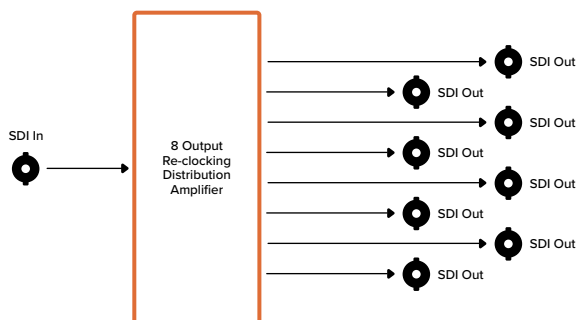 SDI In
8 Output
Re-clocking
Distribution
Amplifier
SDI Out
SDI Out
SDI Out
SDI Out
SDI Out
SDI Out
SDI Out
SDI Out